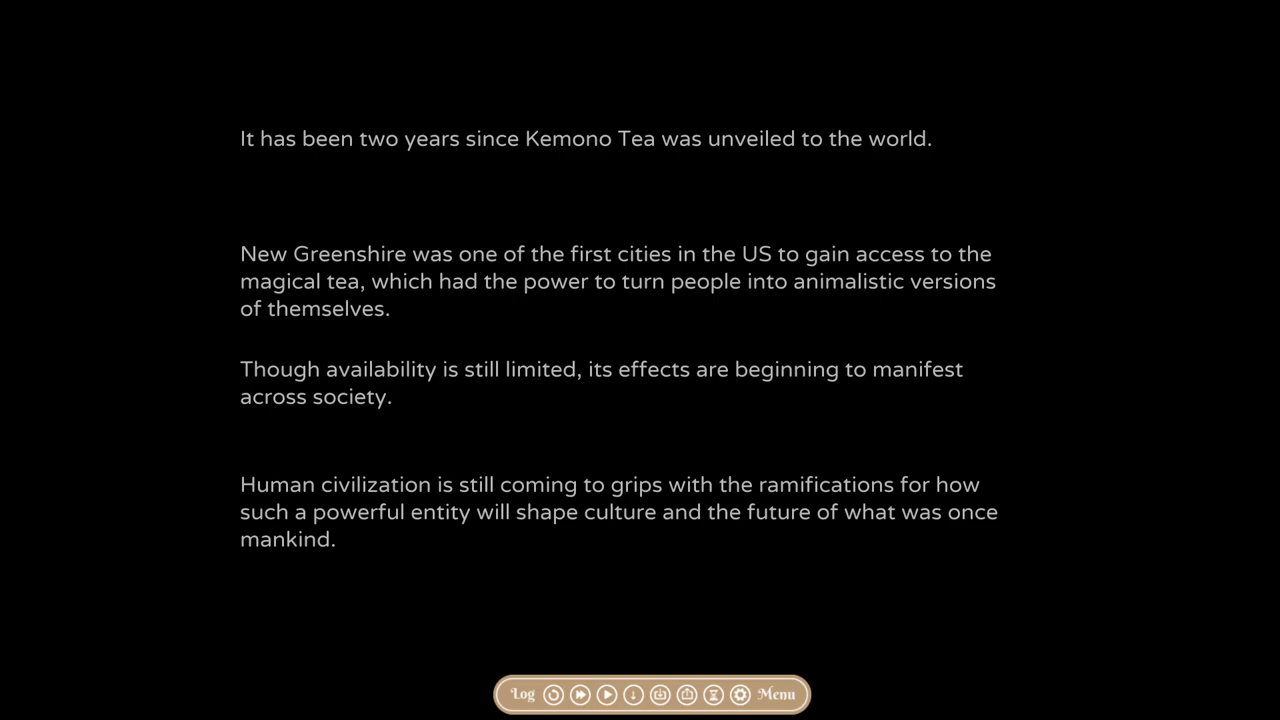 It has been two years since Kemono Tea was unveiled to the world.
New Greenshire was one of the first cities in the US to gain access to the
magical tea, which had the power to turn people into animalistic versions
of themselves.
Though availability is still limited, its effects are beginning to manifest
across society.
Human civilization is still coming to grips with the ramifications for how
such a powerful entity will shape culture and the future of what was once
mankind.
Log Menu